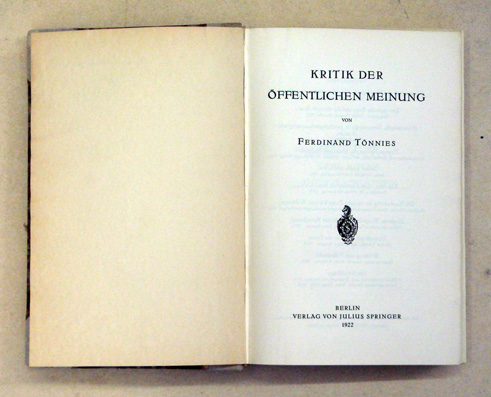 KRITIK DER
ÖFFENTLICHEN MEINUNG
VON
FERDINAND TÖNNIES
BERLIN
VERLAG VON JULIUS SPRINGER
1922